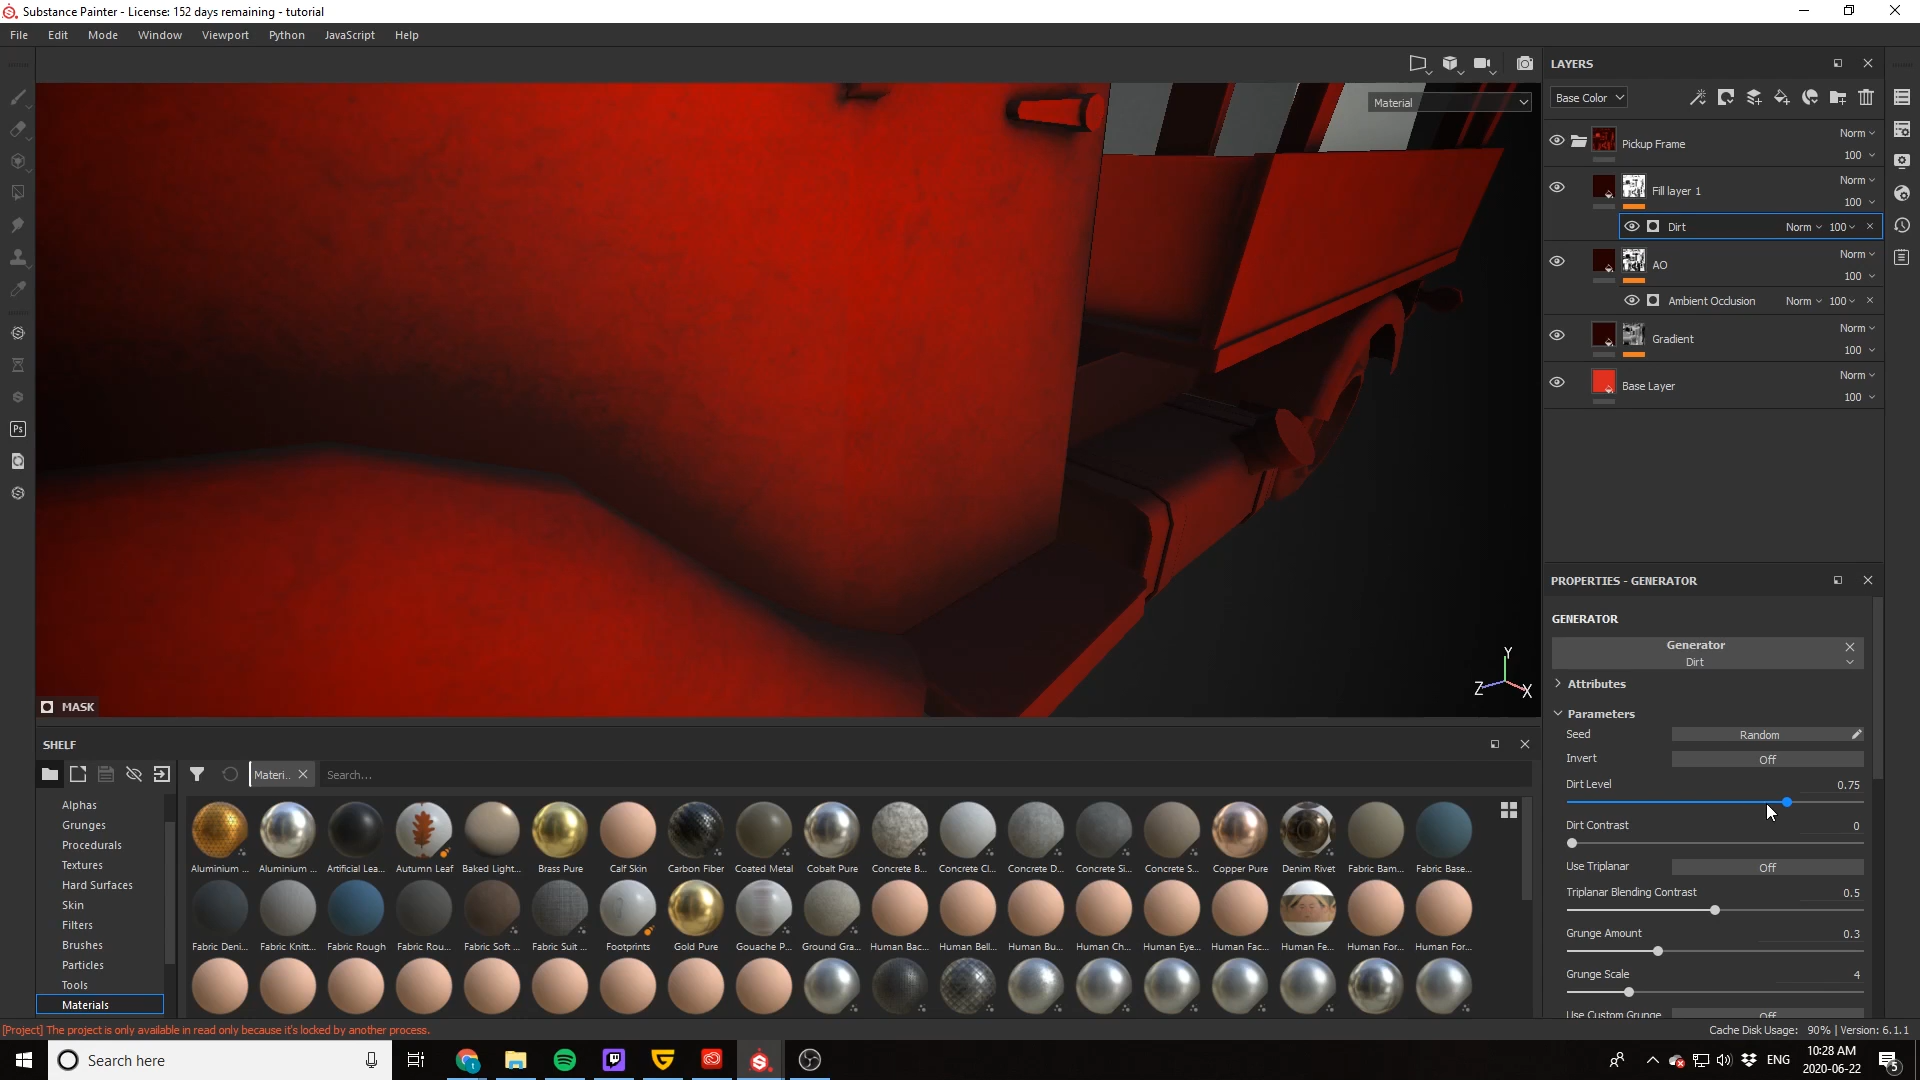 Substance Painter - License: 152 days remaining - tutorial
File Edit Mode Window Viewport Python JavaScript Help
Material
LAYERS
Base Color
Pickup Frame Norm
100
Fill layer 1 Norm
100
Dirt Norm 100
AO Norm
100
Ambient Occlusion Norm 100
Gradient Norm
100
Base Layer Norm
100
Ps
Y
Z X
MASK
PROPERTIES - GENERATOR
GENERATOR
Generator
Dirt
Attributes
Parameters
Seed Random
Invert Off
Dirt Level 0.75
Dirt Contrast 0
Use Triplanar Off
Triplanar Blending Contrast 0.5
Grunge Amount 0.3
Grunge Scale 4
Use Custom Grunge Off
SHELF
Materi.. Search...
Alphas
Grunges
Procedurals
Textures
Hard Surfaces
Skin
Filters
Brushes
Particles
Tools
Materials
Aluminium ... Aluminium ... Artificial Lea... Autumn Leaf Baked Light... Brass Pure Calf Skin Carbon Fiber Coated Metal Cobalt Pure Concrete B... Concrete Cl... Concrete D... Concrete Si... Concrete S... Copper Pure Denim Rivet Fabric Bam... Fabric Base...
Fabric Deni... Fabric Knitt... Fabric Rough Fabric Rou... Fabric Soft ... Fabric Suit ... Footprints Gold Pure Gouache P... Ground Gra... Human Bac... Human Bell... Human Bu... Human Ch... Human Eye... Human Fac... Human Fe... Human For... Human For...
[Project] The project is only available in read only because it's locked by another process.
Cache Disk Usage: 90% | Version: 6.1.1
Search here
ENG
10:28 AM
2020-06-22
5